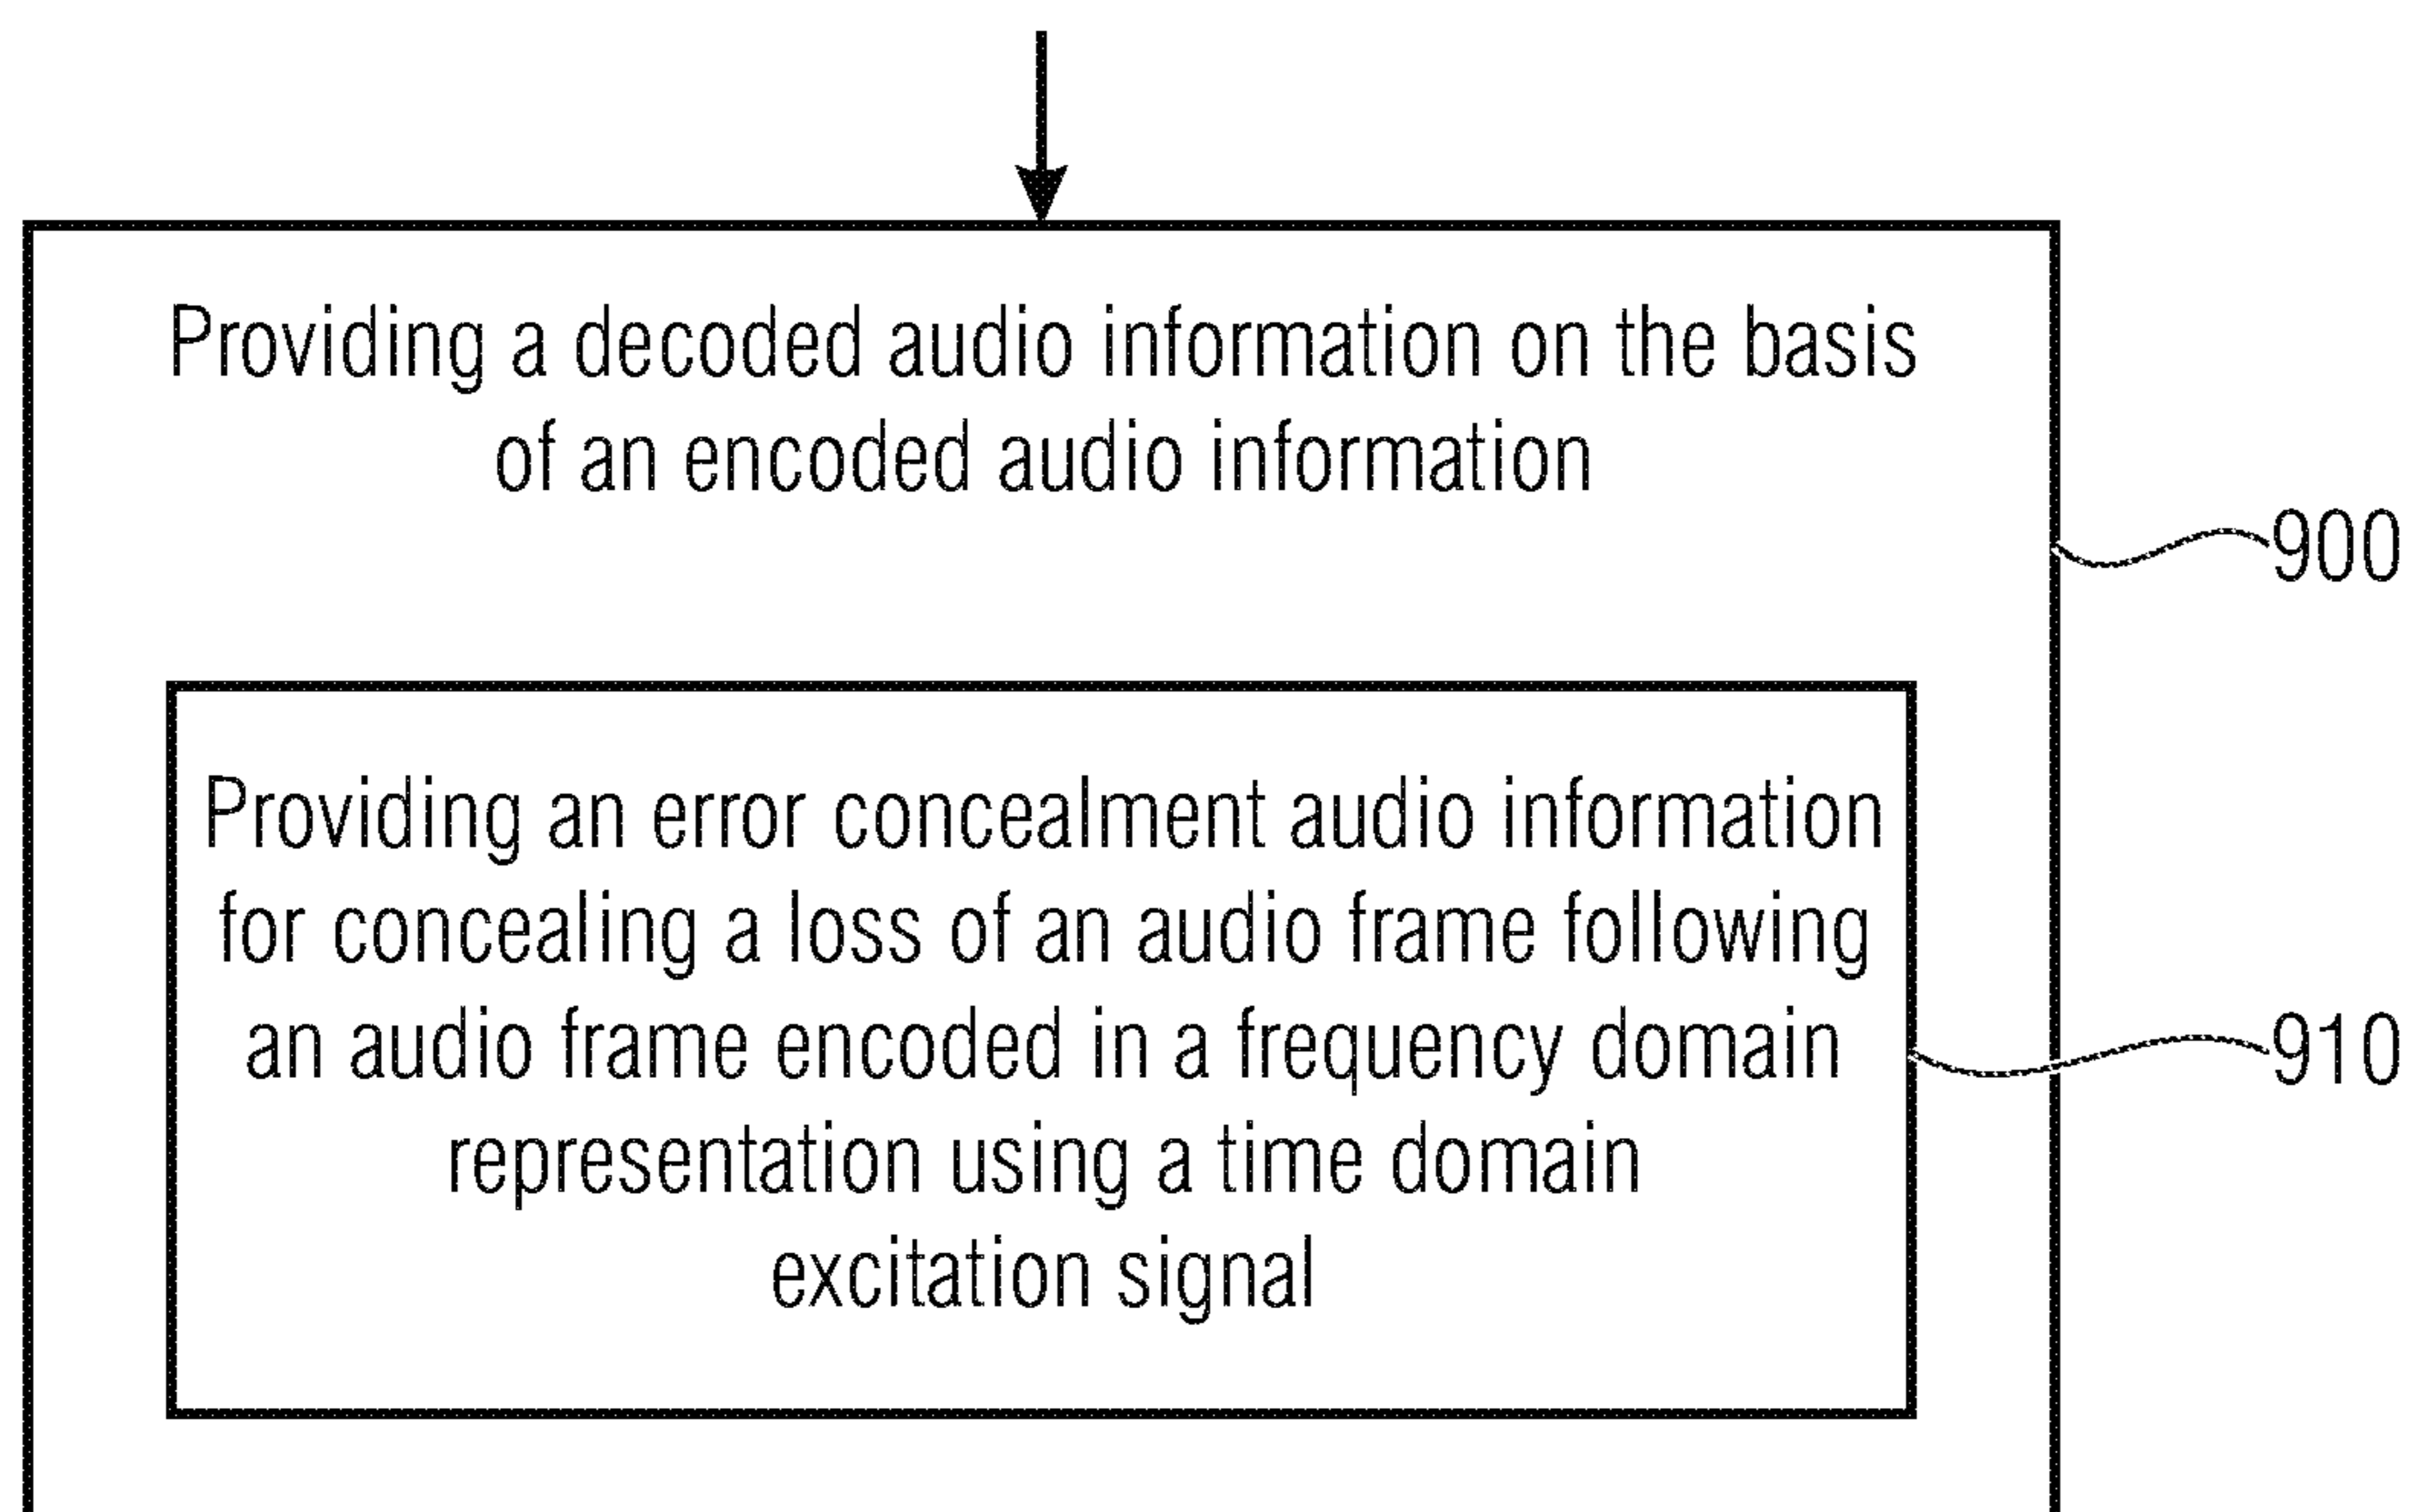 Providing a decoded audio information on the basis
of an encoded audio information
900
Providing an error concealment audio information
for concealing a loss of an audio frame following
an audio frame encoded in a frequency domain
representation using a time domain
excitation signal
910